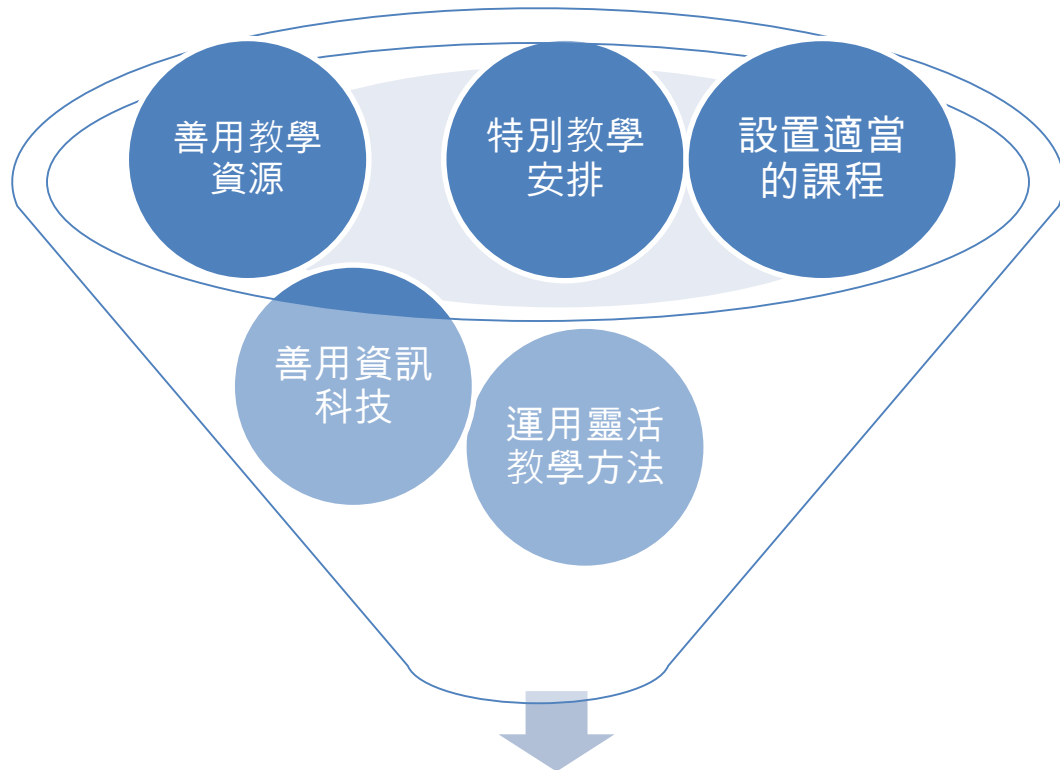 善用教學
資源
特別教學
安排
設置適當
的課程
善用資訊
科技
運用靈活
教學方法